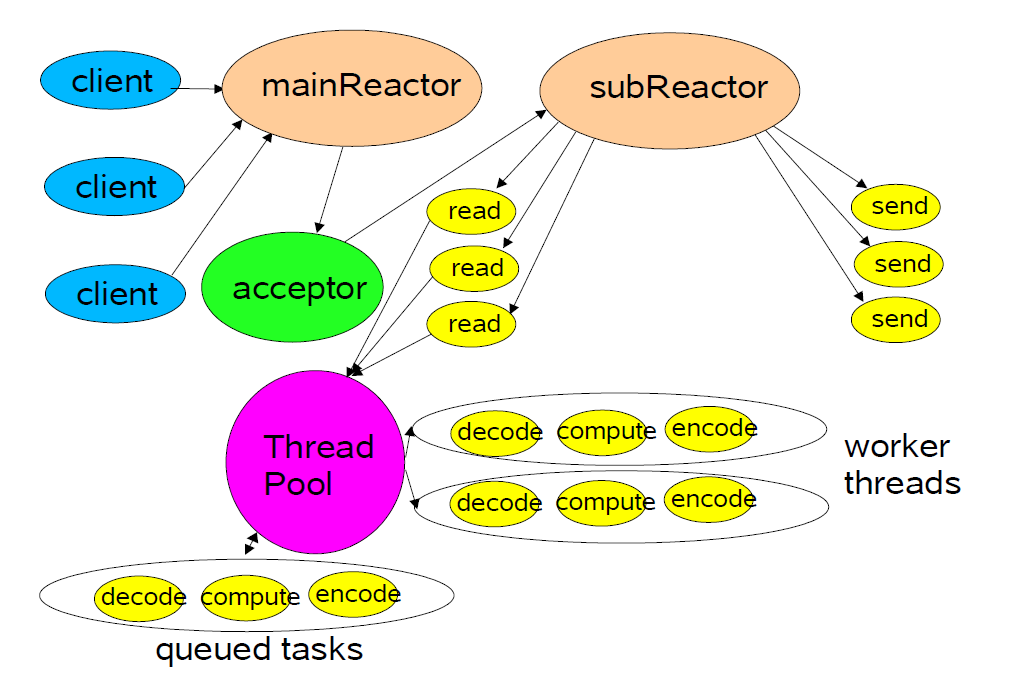 client
mainReactor
subReactor
client
read
send
client
acceptor
read
send
read
send
Thread
Pool
decode compute encode
worker
threads
decode compute encode
decode compute encode
queued tasks